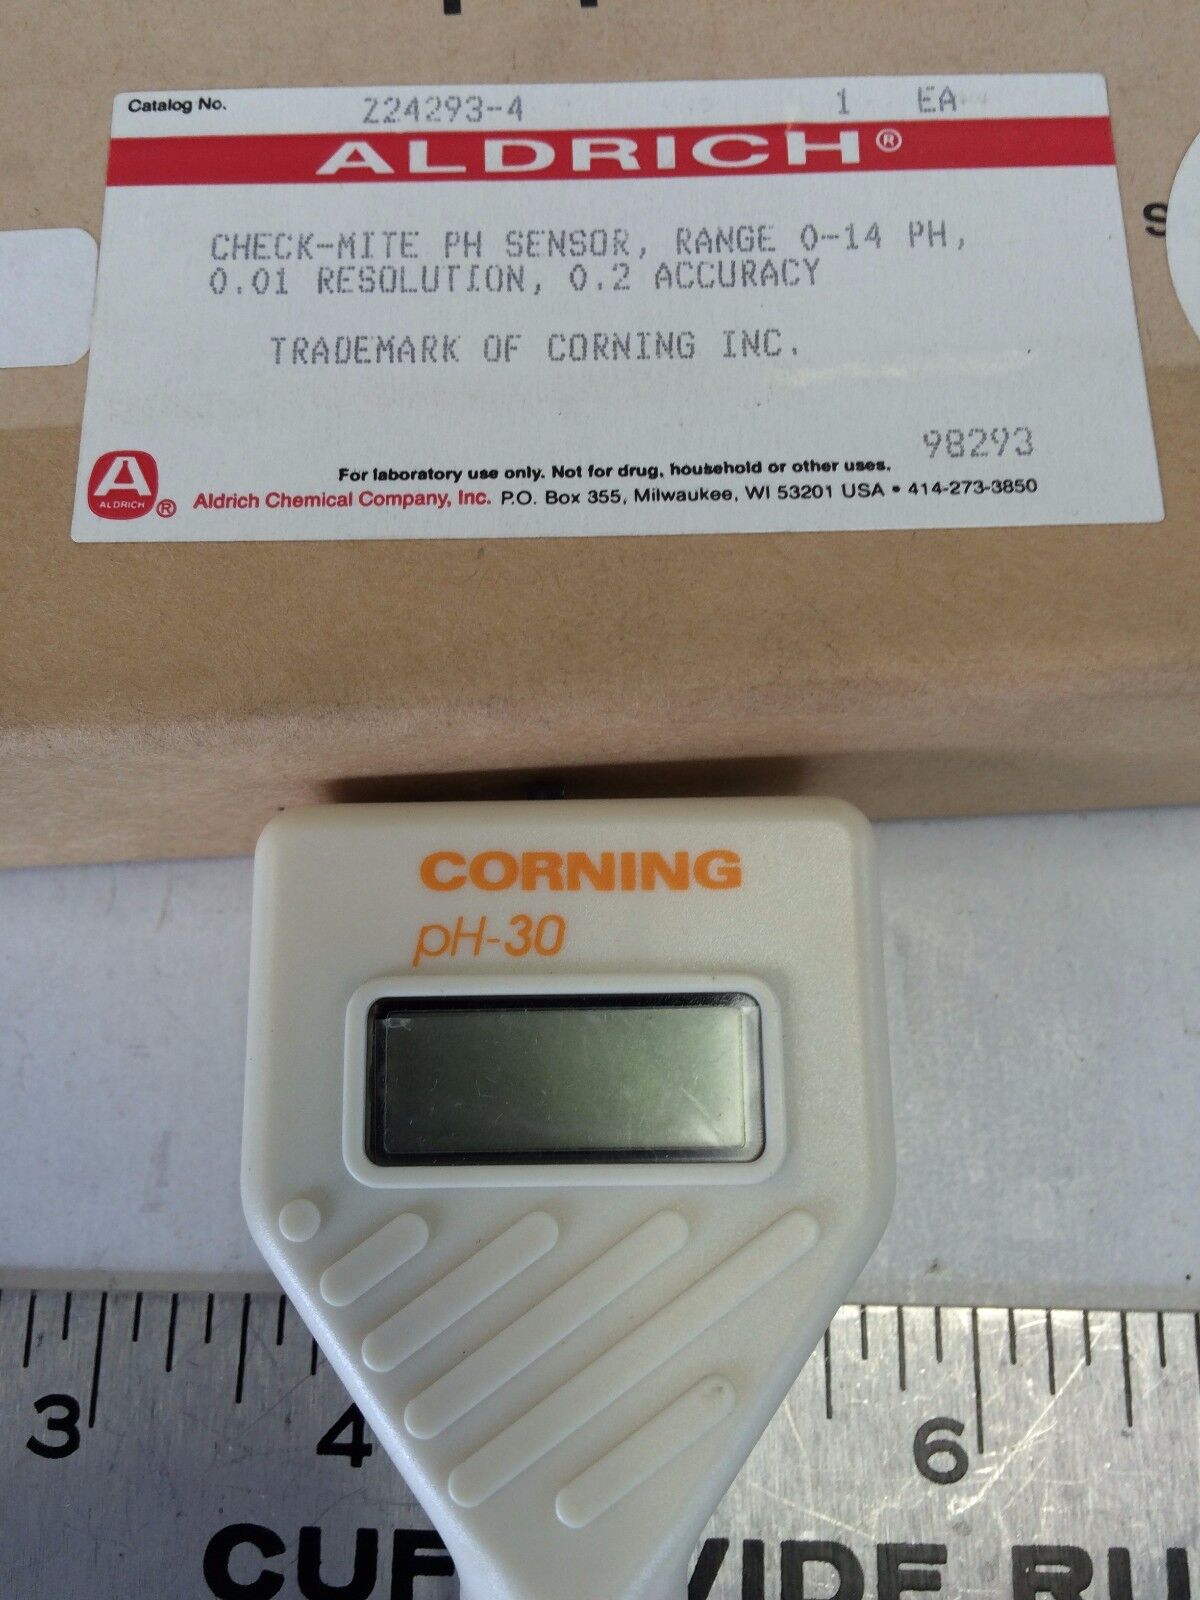 Catalog No. Z24293-4 1 EA
ALDRICH®
CHECK-MITE PH SENSOR, RANGE 0-14 PH,
0.01 RESOLUTION, 0.2 ACCURACY
TRADEMARK OF CORNING INC.
98293
For laboratory use only. Not for drug, household or other uses.
ALDRICH ®
Aldrich Chemical Company, Inc. P.O. Box 355, Milwaukee, WI 53201 USA • 414-273-3850
S
CORNING
pH-30
3 4 6